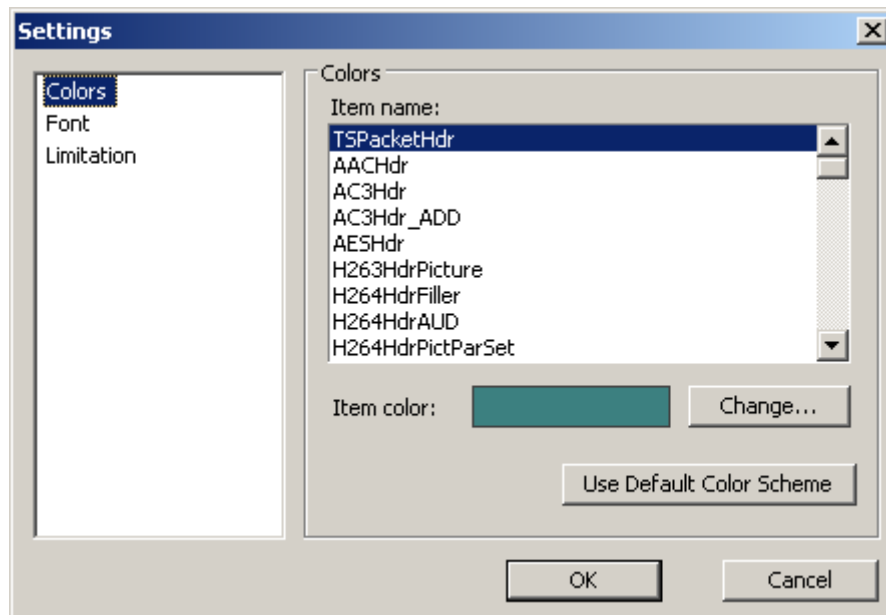 Settings
Colors
Font
Limitation
Colors
Item name:
TSPacketHdr
AACHdr
AC3Hdr
AC3Hdr_ADD
AESHdr
H263HdrPicture
H264HdrFiller
H264HdrAUD
H264HdrPictParSet
Item color:
Change...
Use Default Color Scheme
OK
Cancel